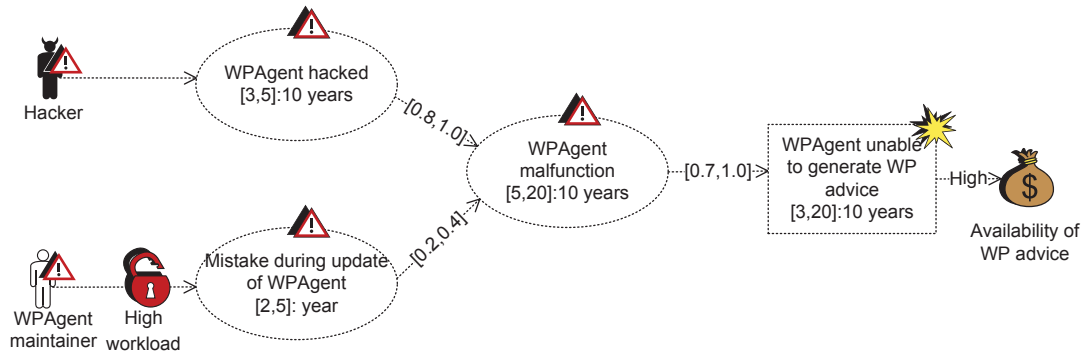 Hacker
WPAgent hacked
[3,5]:10 years
[0.8,1.0]
WPAgent
maintainer
High
workload
Mistake during update
of WPAgent
[2,5]: year
[0.2,0.4]
WPAgent
malfunction
[5,20]:10 years
[0.7,1.0]
WPAgent unable
to generate WP
advice
[3,20]:10 years
High
$
Availability of
WP advice